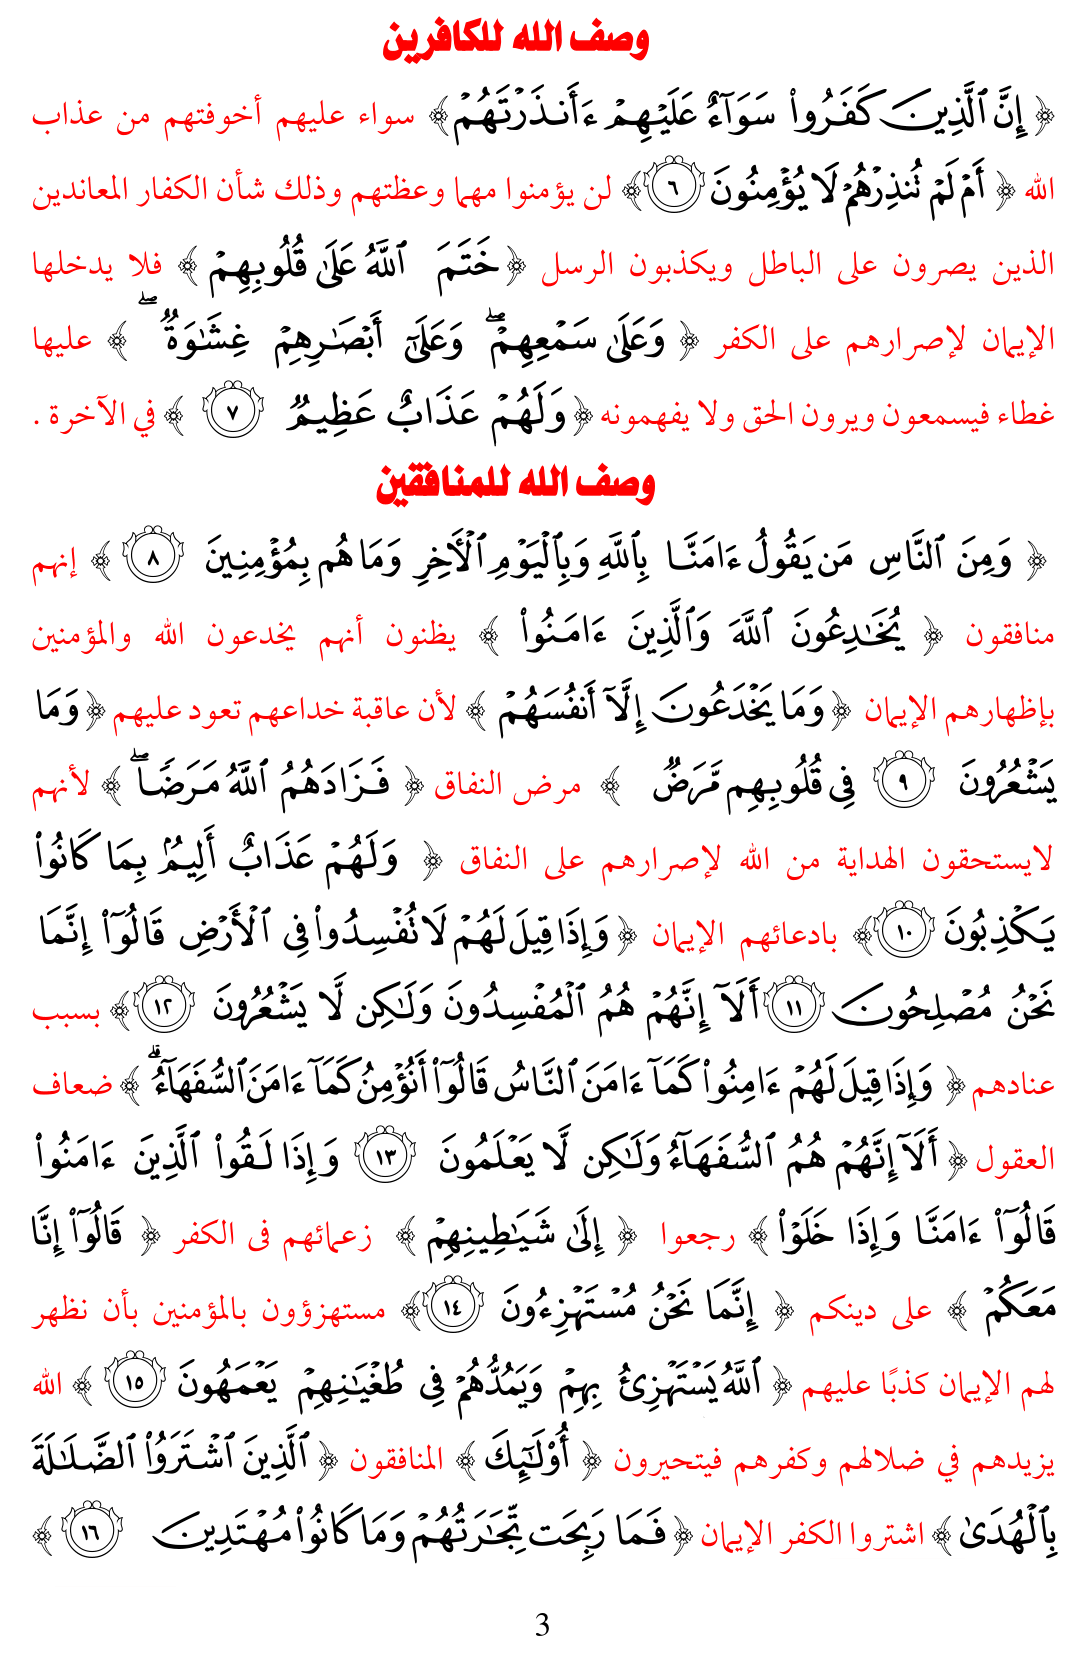 وصف الله للكافرين
﴿ إِنَّ ٱلَّذِينَ كَفَرُوا۟ سَوَآءٌ عَلَيْهِمْ ءَأَنذَرْتَهُمْ﴾ سواء عليهم أخوفتهم من عذاب
الله ﴿ أَمْ لَمْ تُنذِرْهُمْ لَا يُؤْمِنُونَ ٦﴾ لن يؤمنوا مهما وعظتهم وذلك شأن الكفار المعاندين
الذين يصرون على الباطل ويكذبون الرسل ﴿خَتَمَ ٱللَّهُ عَلَىٰ قُلُوبِهِمْ ﴾ فلا يدخلها
الإيمان لإصرارهم على الكفر ﴿ وَعَلَىٰ سَمْعِهِمْ ۖ وَعَلَىٰٓ أَبْصَـٰرِهِمْ غِشَـٰوَةٌ ۖ ﴾ عليها
غطاء فيسمعون ويرون الحق ولا يفهمونه ﴿وَلَهُمْ عَذَابٌ عَظِيمٌ ٧ ﴾ في الآخرة .
وصف الله للمنافقين
﴿ وَمِنَ ٱلنَّاسِ مَن يَقُولُ ءَامَنَّا بِٱللَّهِ وَبِٱلْيَوْمِ ٱلْـَٔاخِرِ وَمَا هُم بِمُؤْمِنِينَ ٨ ﴾ إنهم
منافقون ﴿ يُخَـٰدِعُونَ ٱللَّهَ وَٱلَّذِينَ ءَامَنُوا۟ ﴾ يظنون أنهم يخدعون الله والمؤمنين
بإظهارهم الإيمان ﴿وَمَا يَخْدَعُونَ إِلَّآ أَنفُسَهُمْ ﴾ لأن عاقبة خداعهم تعود عليهم ﴿وَمَا
يَشْعُرُونَ ٩ فِى قُلُوبِهِم مَّرَضٌ ﴾ مرض النفاق ﴿ فَزَادَهُمُ ٱللَّهُ مَرَضًا ۖ ﴾ لأنهم
لايستحقون الهداية من الله لإصرارهم على النفاق ﴿ وَلَهُمْ عَذَابٌ أَلِيمٌۢ بِمَا كَانُوا۟
يَكْذِبُونَ ١٠﴾ بادعائهم الإيمان ﴿وَإِذَا قِيلَ لَهُمْ لَا تُفْسِدُوا۟ فِى ٱلْأَرْضِ قَالُوٓا۟ إِنَّمَا
نَحْنُ مُصْلِحُونَ ١١ أَلَآ إِنَّهُمْ هُمُ ٱلْمُفْسِدُونَ وَلَـٰكِن لَّا يَشْعُرُونَ ١٢﴾ بسبب
عنادهم ﴿ وَإِذَا قِيلَ لَهُمْ ءَامِنُوا۟ كَمَآ ءَامَنَ ٱلنَّاسُ قَالُوٓا۟ أَنُؤْمِنُ كَمَآ ءَامَنَ ٱلسُّفَهَآءُ ۗ ﴾ ضعاف
العقول ﴿ أَلَآ إِنَّهُمْ هُمُ ٱلسُّفَهَآءُ وَلَـٰكِن لَّا يَعْلَمُونَ ١٣ وَإِذَا لَقُوا۟ ٱلَّذِينَ ءَامَنُوا۟
قَالُوٓا۟ ءَامَنَّا وَإِذَا خَلَوْا۟ ﴾ رجعوا ﴿ إِلَىٰ شَيَـٰطِينِهِمْ ﴾ زعمائهم فى الكفر ﴿ قَالُوٓا۟ إِنَّا
مَعَكُمْ ﴾ على دينكم ﴿ إِنَّمَا نَحْنُ مُسْتَهْزِءُونَ ١٤﴾ مستهزؤون بالمؤمنين بأن نظهر
لهم الإيمان كذبًا عليهم ﴿ ٱللَّهُ يَسْتَهْزِئُ بِهِمْ وَيَمُدُّهُمْ فِى طُغْيَـٰنِهِمْ يَعْمَهُونَ ١٥ ﴾ الله
يزيدهم في ضلالهم وكفرهم فيتحيرون ﴿ أُو۟لَـٰٓئِكَ ﴾ المنافقون ﴿ ٱلَّذِينَ ٱشْتَرَوُا۟ ٱلضَّلَـٰلَةَ
بِٱلْهُدَىٰ ﴾ اشتروا الكفر الإيمان ﴿ فَمَا رَبِحَت تِّجَـٰرَتُهُمْ وَمَا كَانُوا۟ مُهْتَدِينَ ١٦ ﴾
3